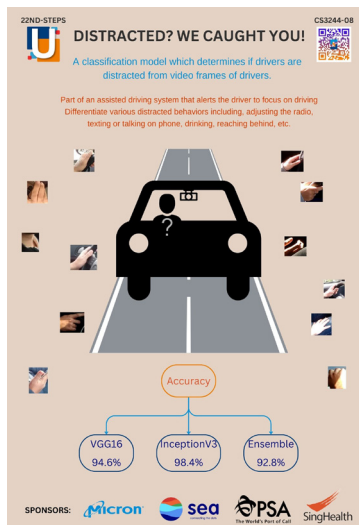 22ND-STEPS
CS3244-08
DISTRACTED? WE CAUGHT YOU!
A classification model which determines if drivers are
distracted from video frames of drivers.
Part of an assisted driving system that alerts the driver to focus on driving
Differentiate various distracted behaviors including, adjusting the radio,
texting or talking on phone, drinking, reaching behind, etc.
?
Accuracy
VGG16
94.6%
InceptionV3
98.4%
Ensemble
92.8%
SPONSORS:
Micron
sea
PSA
The World's Port of Call
SingHealth